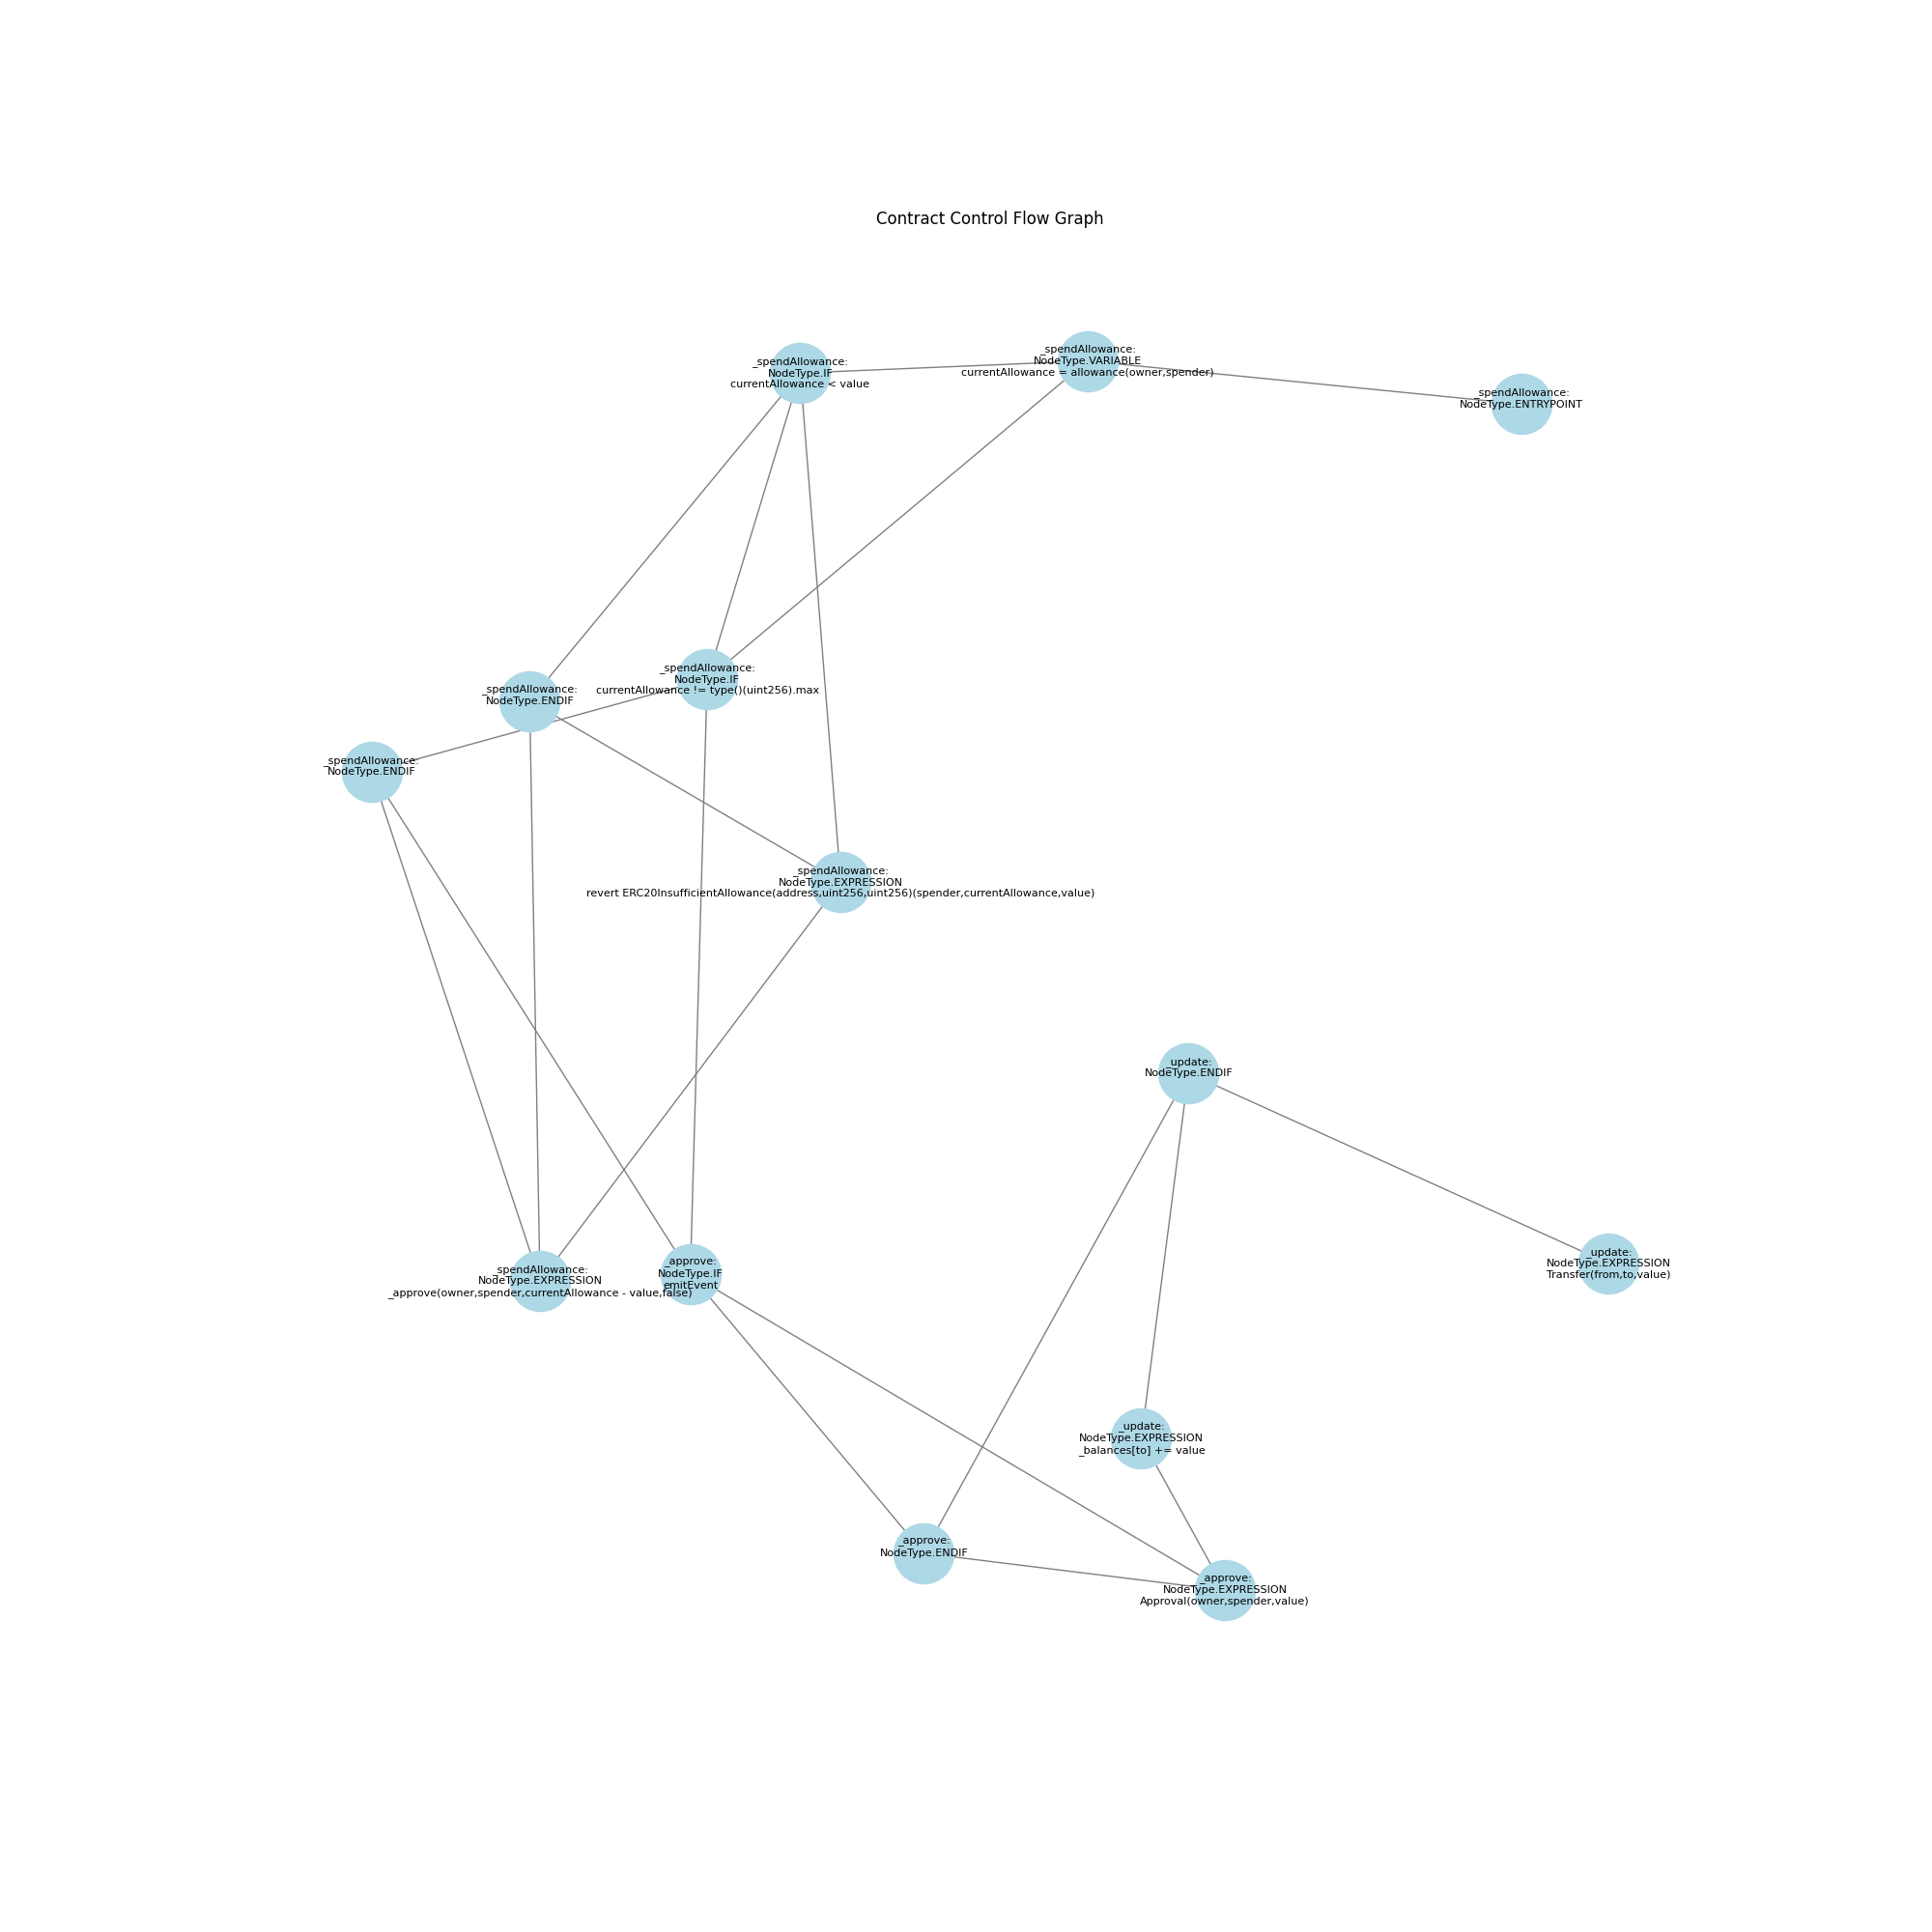 Contract Control Flow Graph
_spendAllowance:
NodeType.IF
currentAllowance < value
_spendAllowance:
NodeType.VARIABLE
currentAllowance = allowance(owner,spender)
_spendAllowance:
NodeType.ENTRYPOINT
_spendAllowance:
NodeType.IF
currentAllowance != type()(uint256).max
_spendAllowance:
NodeType.ENDIF
_spendAllowance:
NodeType.ENDIF
_spendAllowance:
NodeType.EXPRESSION
revert ERC20InsufficientAllowance(address,uint256,uint256)(spender,currentAllowance,value)
_update:
NodeType.ENDIF
_spendAllowance:
NodeType.EXPRESSION
_approve(owner,spender,currentAllowance - value,false)
_approve:
NodeType.IF
emitEvent
_update:
NodeType.EXPRESSION
Transfer(from,to,value)
_update:
NodeType.EXPRESSION
_balances[to] += value
_approve:
NodeType.ENDIF
_approve:
NodeType.EXPRESSION
Approval(owner,spender,value)